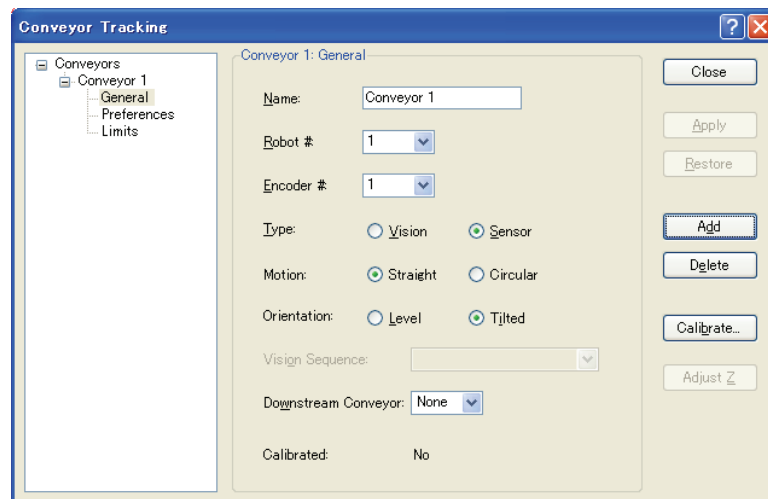 Conveyor Tracking
Conveyors
Conveyor 1
General
Preferences
Limits
Conveyor 1: General
Name: Conveyor 1
Robot # 1
Encoder # 1
Type: Vision Sensor
Motion: Straight Circular
Orientation: Level Tilted
Vision Sequence:
Downstream Conveyor: None
Calibrated: No
Close
Apply
Restore
Add
Delete
Calibrate...
Adjust Z